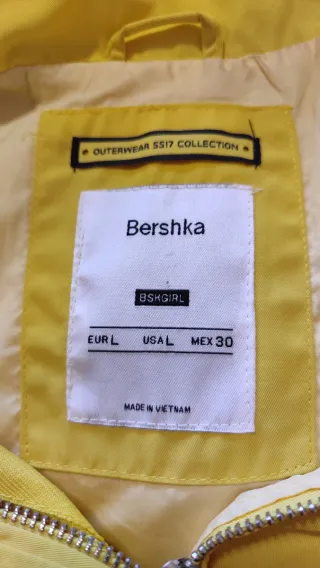 • OUTERWEAR SS17 COLLECTION •
Bershka
BSKGIRL
EUR L USA L MEX 30
MADE IN VIETNAM